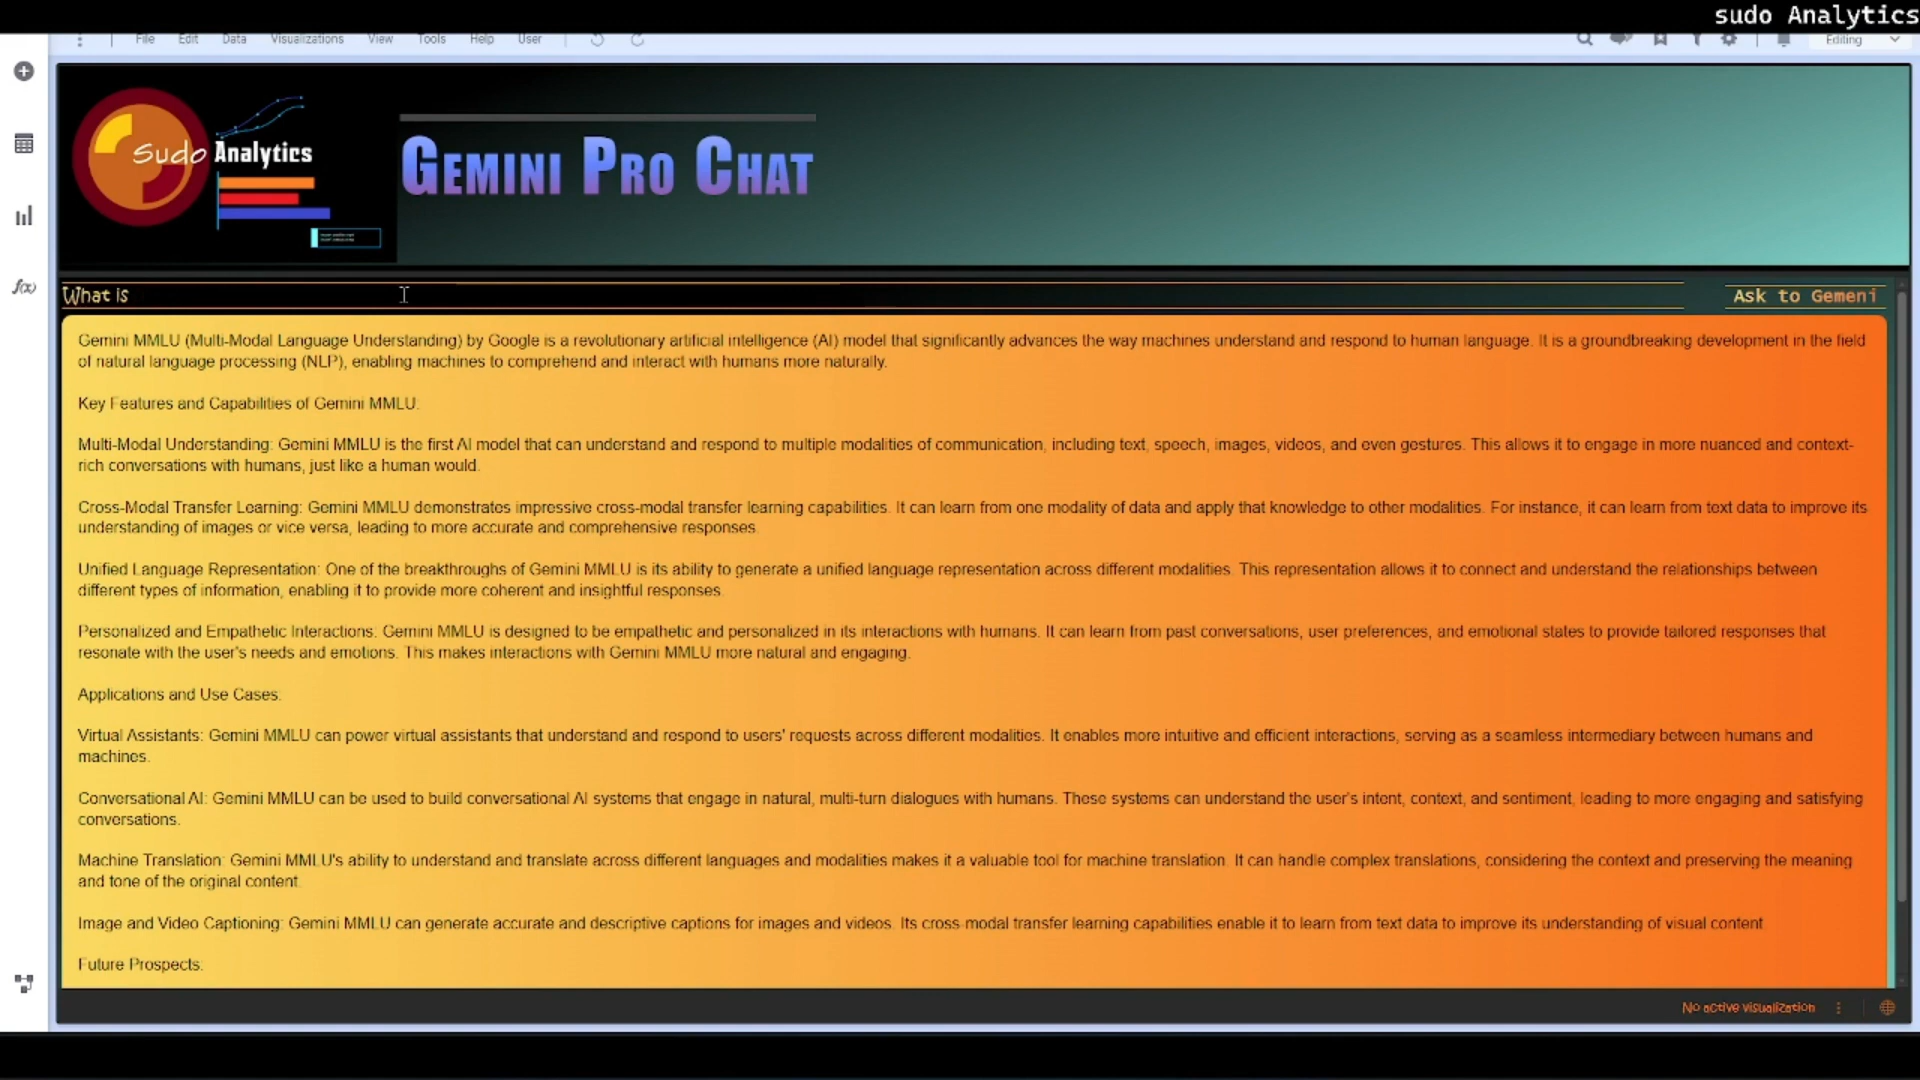 sudo Analytics
File Edit Data Visualizations View Tools Help User Editing
Sudo Analytics
Gemini Pro Chat
What is
Ask to Gemeni
Gemini MMLU (Multi-Modal Language Understanding) by Google is a revolutionary artificial intelligence (AI) model that significantly advances the way machines understand and respond to human language. It is a groundbreaking development in the field
of natural language processing (NLP), enabling machines to comprehend and interact with humans more naturally.
Key Features and Capabilities of Gemini MMLU:
Multi-Modal Understanding: Gemini MMLU is the first AI model that can understand and respond to multiple modalities of communication, including text, speech, images, videos, and even gestures. This allows it to engage in more nuanced and context-
rich conversations with humans, just like a human would.
Cross-Modal Transfer Learning: Gemini MMLU demonstrates impressive cross-modal transfer learning capabilities. It can learn from one modality of data and apply that knowledge to other modalities. For instance, it can learn from text data to improve its
understanding of images or vice versa, leading to more accurate and comprehensive responses.
Unified Language Representation: One of the breakthroughs of Gemini MMLU is its ability to generate a unified language representation across different modalities. This representation allows it to connect and understand the relationships between
different types of information, enabling it to provide more coherent and insightful responses.
Personalized and Empathetic Interactions: Gemini MMLU is designed to be empathetic and personalized in its interactions with humans. It can learn from past conversations, user preferences, and emotional states to provide tailored responses that
resonate with the user's needs and emotions. This makes interactions with Gemini MMLU more natural and engaging.
Applications and Use Cases:
Virtual Assistants: Gemini MMLU can power virtual assistants that understand and respond to users' requests across different modalities. It enables more intuitive and efficient interactions, serving as a seamless intermediary between humans and
machines.
Conversational AI: Gemini MMLU can be used to build conversational AI systems that engage in natural, multi-turn dialogues with humans. These systems can understand the user's intent, context, and sentiment, leading to more engaging and satisfying
conversations.
Machine Translation: Gemini MMLU's ability to understand and translate across different languages and modalities makes it a valuable tool for machine translation. It can handle complex translations, considering the context and preserving the meaning
and tone of the original content.
Image and Video Captioning: Gemini MMLU can generate accurate and descriptive captions for images and videos. Its cross-modal transfer learning capabilities enable it to learn from text data to improve its understanding of visual content
Future Prospects:
No active visualization
f(x)